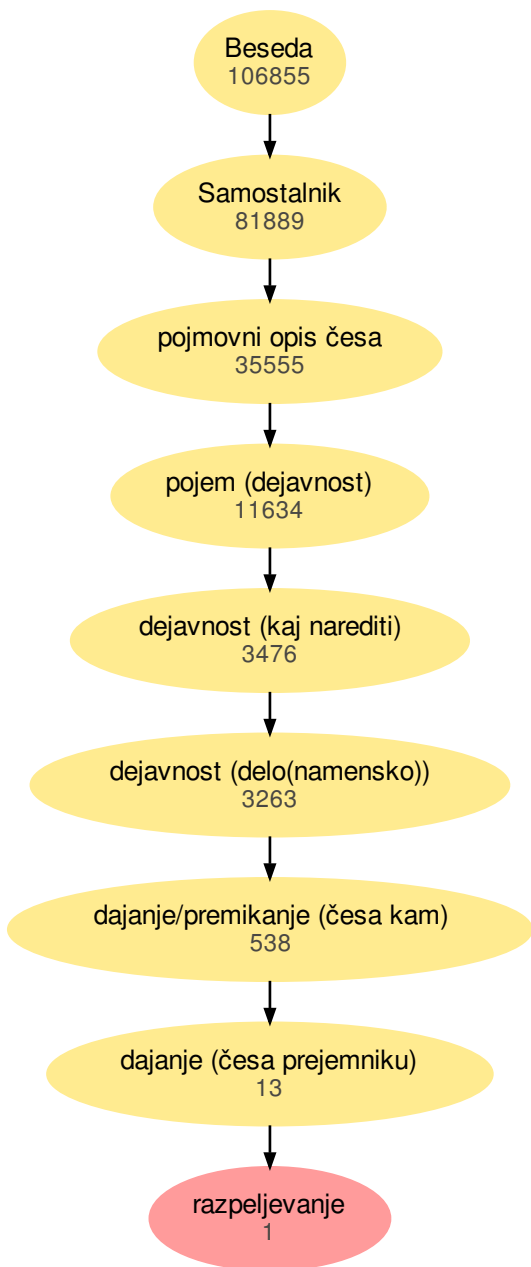 Beseda
106855
Samostalnik
81889
pojmovni opis česa
35555
pojem (dejavnost)
11634
dejavnost (kaj narediti)
3476
dejavnost (delo(namensko))
3263
dajanje/premikanje (česa kam)
538
dajanje (česa prejemniku)
13
razpeljevanje
1